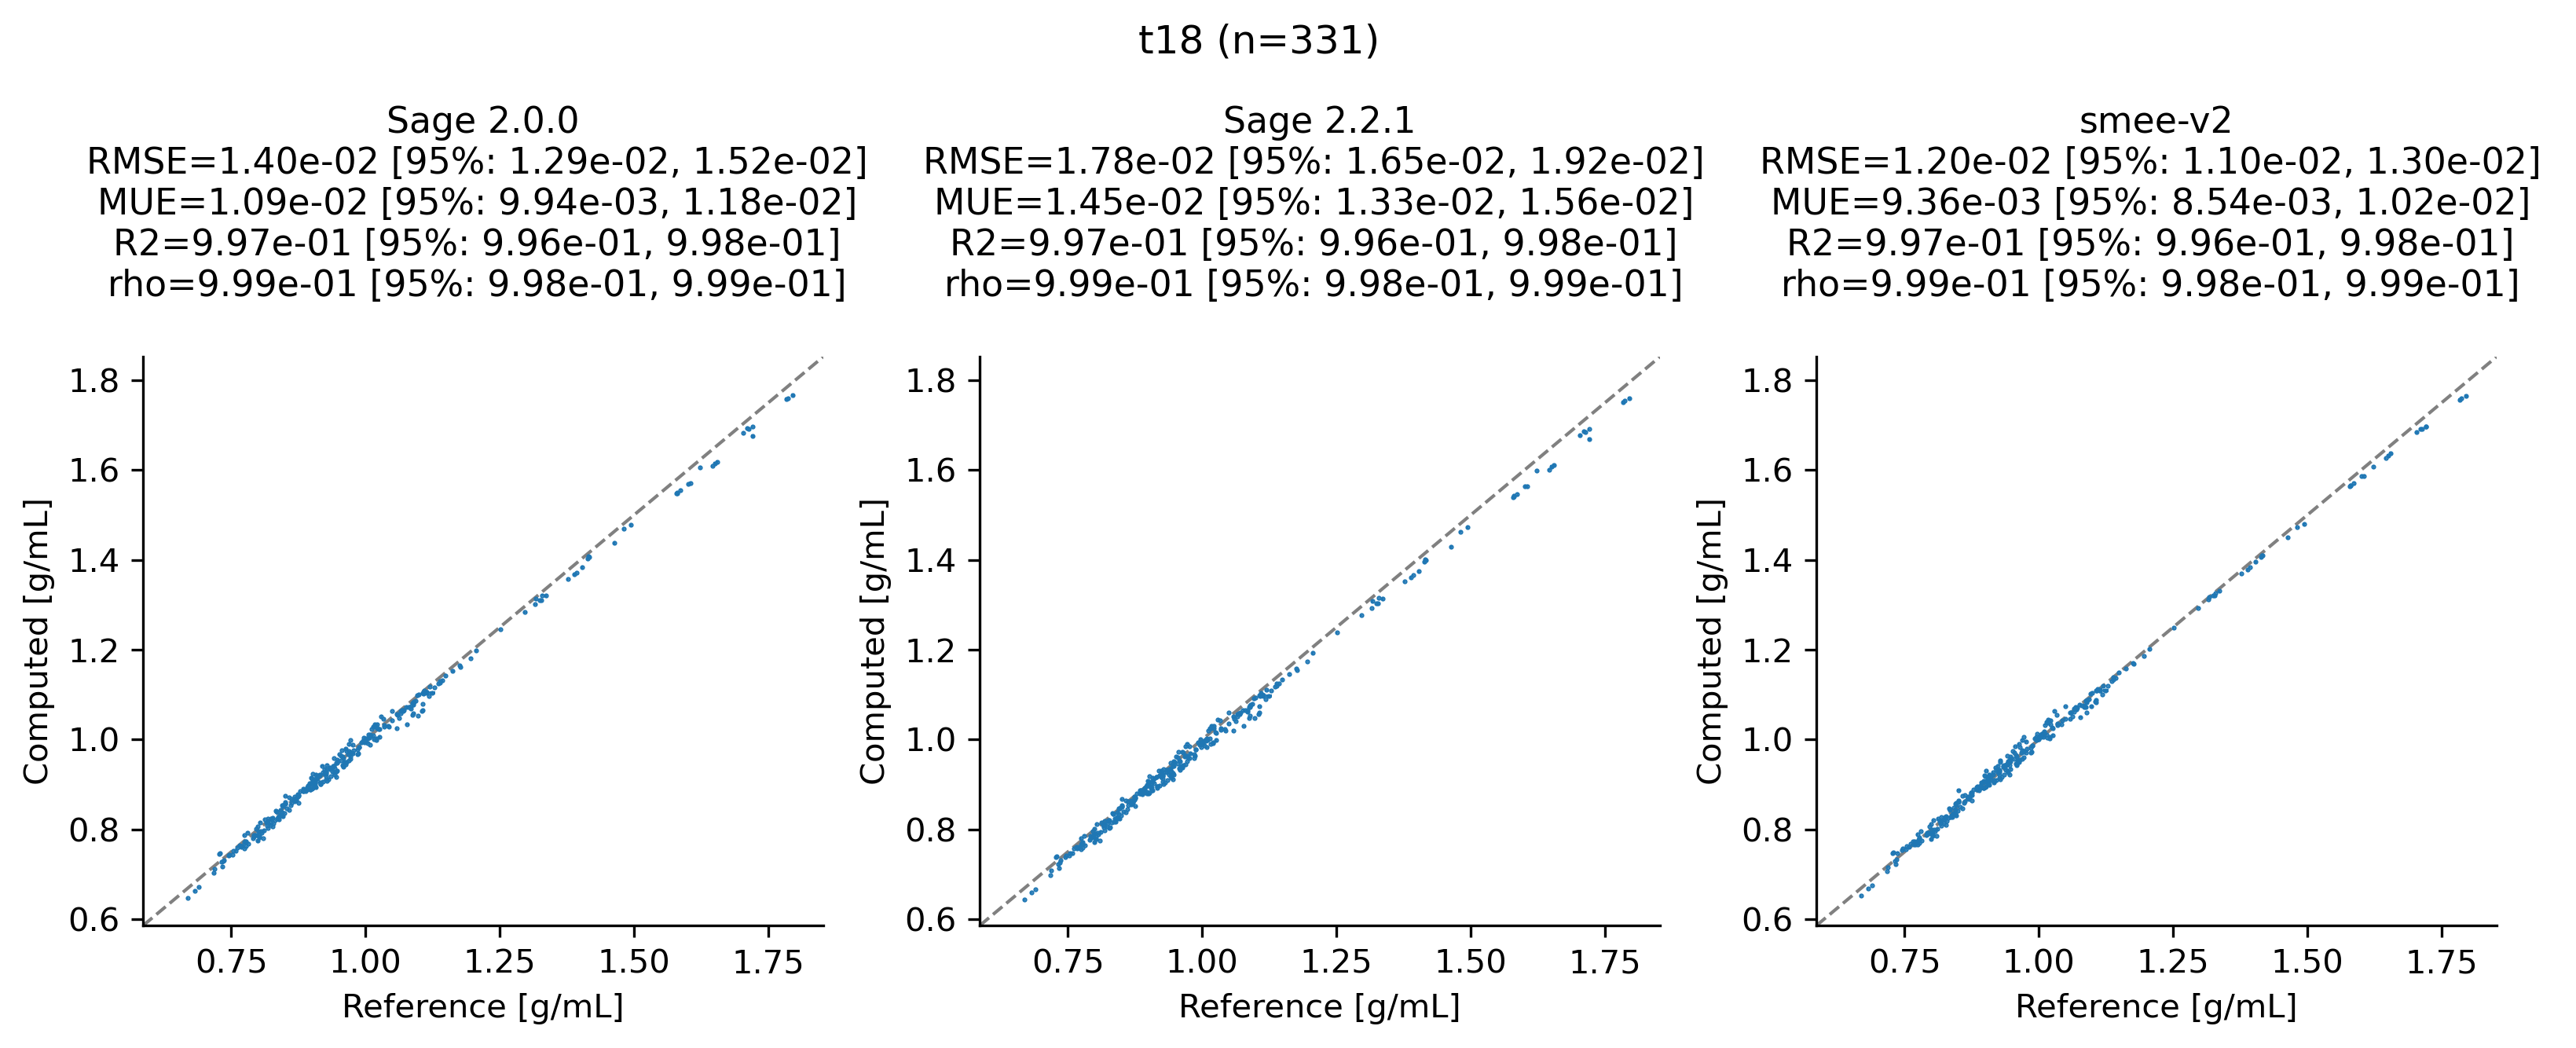 t18 (n=331)
Sage 2.0.0
RMSE=1.40e-02 [95%: 1.29e-02, 1.52e-02]
MUE=1.09e-02 [95%: 9.94e-03, 1.18e-02]
R2=9.97e-01 [95%: 9.96e-01, 9.98e-01]
rho=9.99e-01 [95%: 9.98e-01, 9.99e-01]
Computed [g/mL]
1.8
1.6
1.4
1.2
1.0
0.8
0.6
0.75 1.00 1.25 1.50 1.75
Reference [g/mL]
Sage 2.2.1
RMSE=1.78e-02 [95%: 1.65e-02, 1.92e-02]
MUE=1.45e-02 [95%: 1.33e-02, 1.56e-02]
R2=9.97e-01 [95%: 9.96e-01, 9.98e-01]
rho=9.99e-01 [95%: 9.98e-01, 9.99e-01]
Computed [g/mL]
1.8
1.6
1.4
1.2
1.0
0.8
0.6
0.75 1.00 1.25 1.50 1.75
Reference [g/mL]
smee-v2
RMSE=1.20e-02 [95%: 1.10e-02, 1.30e-02]
MUE=9.36e-03 [95%: 8.54e-03, 1.02e-02]
R2=9.97e-01 [95%: 9.96e-01, 9.98e-01]
rho=9.99e-01 [95%: 9.98e-01, 9.99e-01]
Computed [g/mL]
1.8
1.6
1.4
1.2
1.0
0.8
0.6
0.75 1.00 1.25 1.50 1.75
Reference [g/mL]